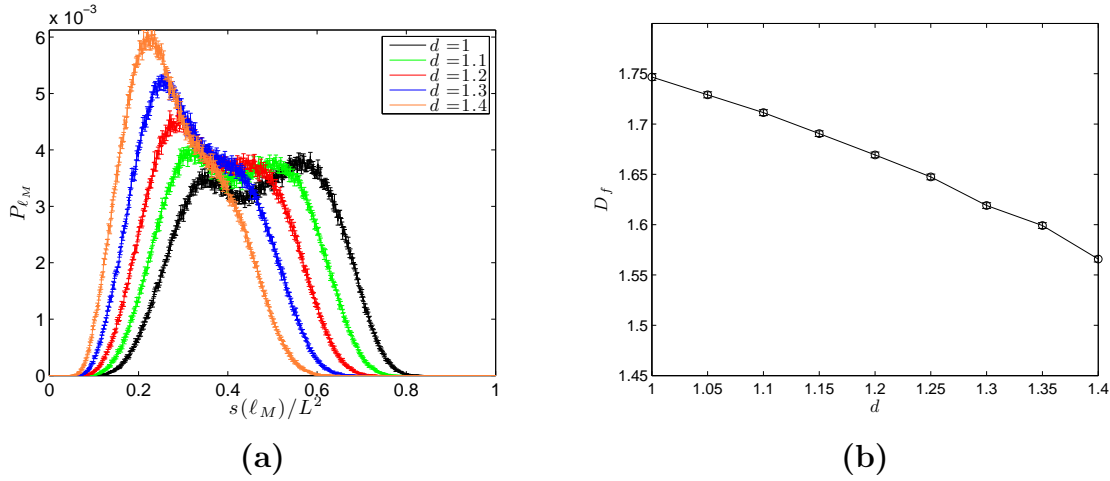 x 10⁻³
6
5
4
3
2
1
0
P_{ℓ_M}
0
0.2
0.4
0.6
0.8
1
s(ℓ_M)/L²
d =1
d =1.1
d =1.2
d =1.3
d =1.4
(a)
1.75
1.7
1.65
1.6
1.55
1.5
1.45
D_f
1
1.05
1.1
1.15
1.2
1.25
1.3
1.35
1.4
d
(b)